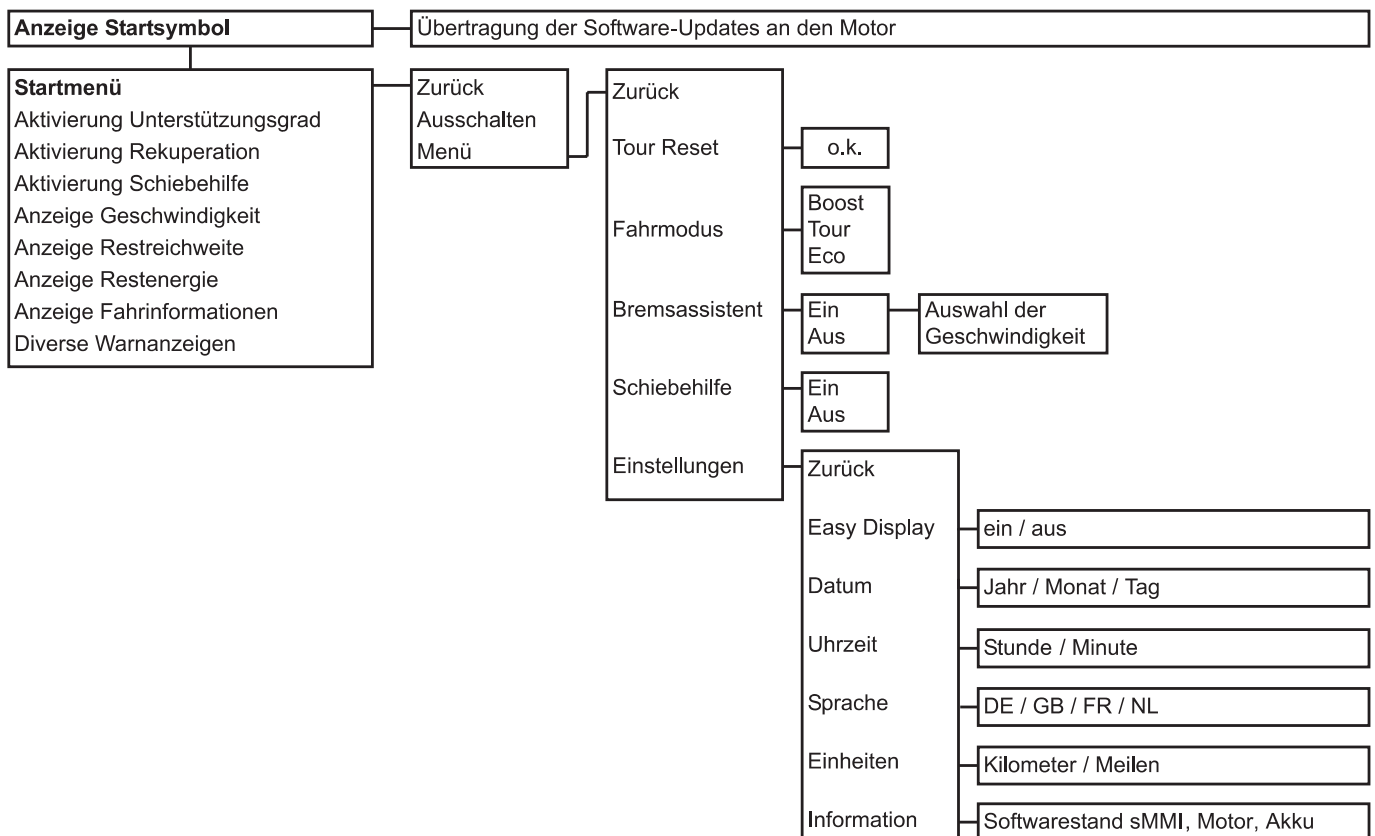 Anzeige Startsymbol
Übertragung der Software-Updates an den Motor
Startmenü
Aktivierung Unterstützungsgrad
Aktivierung Rekuperation
Aktivierung Schiebehilfe
Anzeige Geschwindigkeit
Anzeige Restreichweite
Anzeige Restenergie
Anzeige Fahrinformationen
Diverse Warnanzeigen
Zurück
Ausschalten
Menü
Zurück
Tour Reset
o.k.
Fahrmodus
Boost
Tour
Eco
Bremsassistent
Ein
Aus
Auswahl der
Geschwindigkeit
Schiebehilfe
Ein
Aus
Einstellungen
Zurück
Easy Display
ein / aus
Datum
Jahr / Monat / Tag
Uhrzeit
Stunde / Minute
Sprache
DE / GB / FR / NL
Einheiten
Kilometer / Meilen
Information
Softwarestand sMMI, Motor, Akku